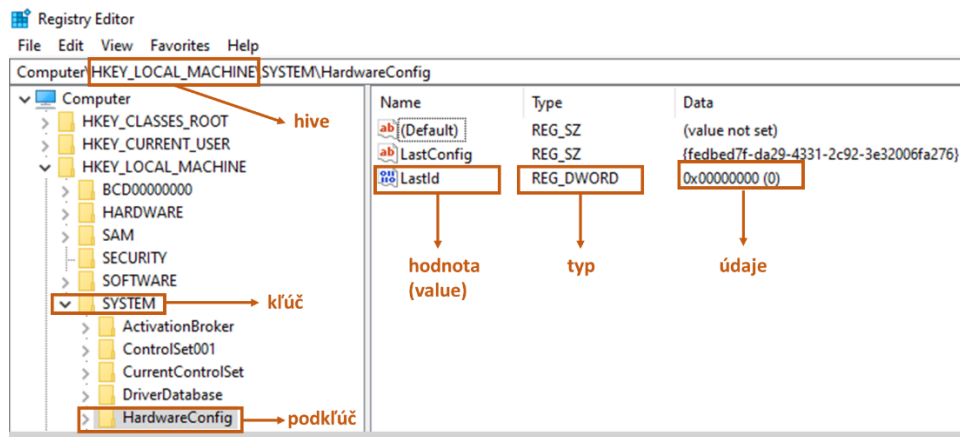 Registry Editor
File Edit View Favorites Help
Computer\HKEY_LOCAL_MACHINE\SYSTEM\HardwareConfig
Computer
HKEY_CLASSES_ROOT
HKEY_CURRENT_USER
HKEY_LOCAL_MACHINE
BCD00000000
HARDWARE
SAM
SECURITY
SOFTWARE
SYSTEM
ActivationBroker
ControlSet001
CurrentControlSet
DriverDatabase
HardwareConfig
hive
kľúč
podkľúč
Name Type Data
(Default) REG_SZ (value not set)
LastConfig REG_SZ {fedbed7f-da29-4331-2c92-3e32006fa276}
LastId REG_DWORD 0x00000000 (0)
hodnota typ údaje
(value)